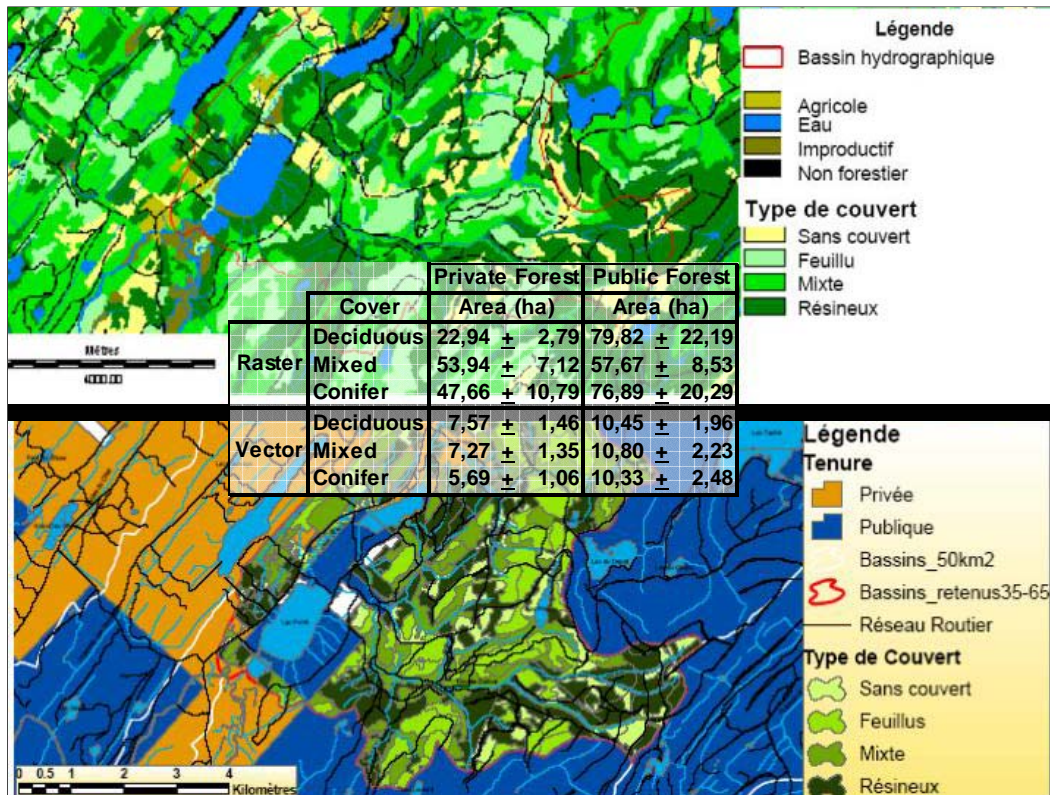 Légende
Bassin hydrographique
Agricole
Eau
Improductif
Non forestier
Type de couvert
Sans couvert
Feuillu
Mixte
Résineux
Private Forest Public Forest
Cover Area (ha) Area (ha)
Raster
Deciduous 22,94 ± 2,79 79,82 ± 22,19
Mixed 53,94 ± 7,12 57,67 ± 8,53
Conifer 47,66 ± 10,79 76,89 ± 20,29
Vector
Deciduous 7,57 ± 1,46 10,45 ± 1,96
Mixed 7,27 ± 1,35 10,80 ± 2,23
Conifer 5,69 ± 1,06 10,33 ± 2,48
Mètres
Légende
Tenure
Privée
Publique
Bassins_50km2
Bassins_retenus35-65
Réseau Routier
Type de Couvert
Sans couvert
Feuillus
Mixte
Résineux
0 0.5 1 2 3 4
Kilomètres